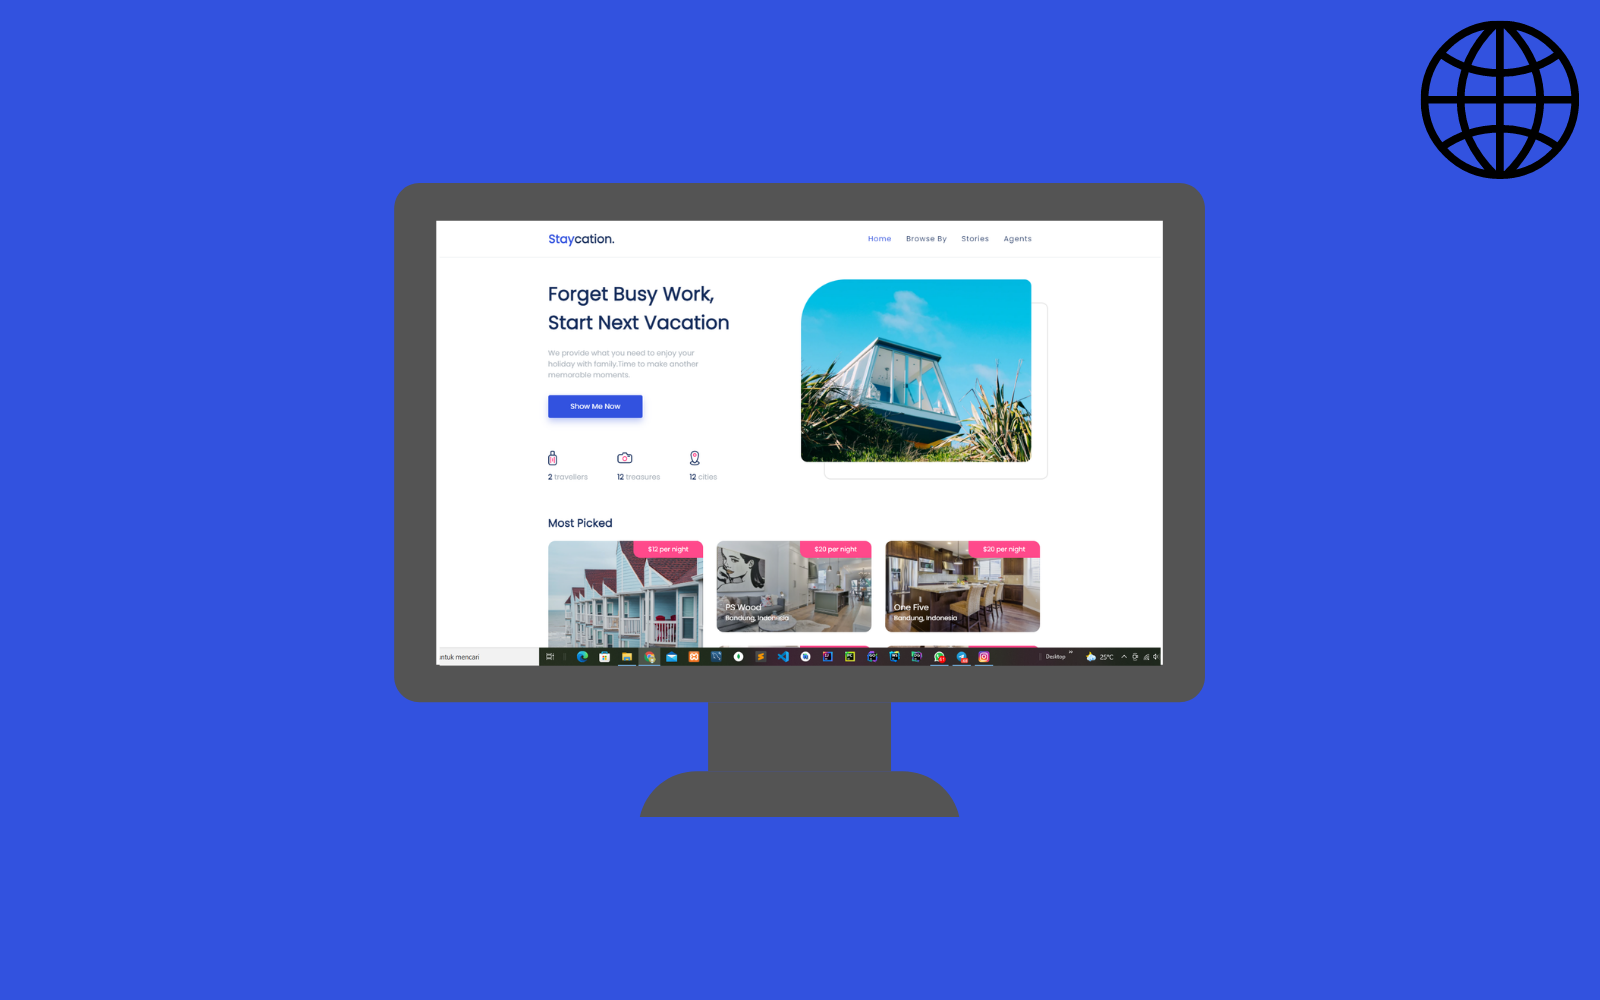 Staycation.
Home Browse By Stories Agents
Forget Busy Work,
Start Next Vacation
We provide what you need to enjoy your
holiday with family.Time to make another
memorable moments.
Show Me Now
2 travellers 12 treasures 12 cities
Most Picked
$12 per night
$20 per night
$20 per night
PS Wood
Bandung, Indonesia
One Five
Bandung, Indonesia
ntuk mencari
Desktop
25°C